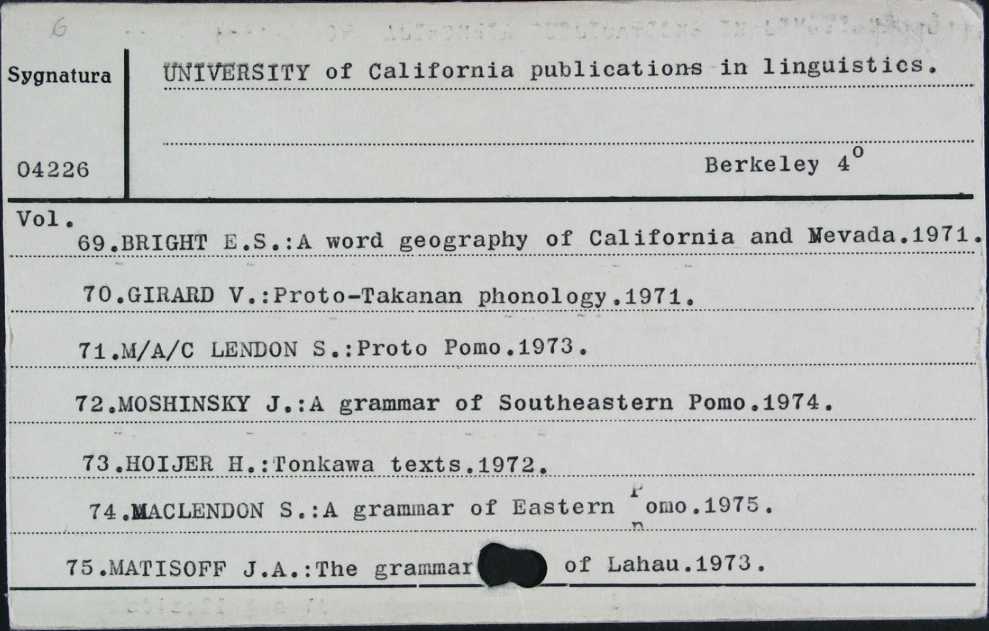 6
Sygnatura
UNIVERSITY of California publications in linguistics.
04226
Berkeley 4º
Vol.
69.BRIGHT E.S.:A word geography of California and Nevada.1971.
70.GIRARD V.:Proto-Takanan phonology.1971.
71.M/A/C LENDON S.:Proto Pomo.1973.
72.MOSHINSKY J.:A grammar of Southeastern Pomo.1974.
73.HOIJER H.:Tonkawa texts.1972.
74.MACLENDON S.:A grammar of Eastern Pomo.1975.
75.MATISOFF J.A.:The grammar of Lahau.1973.